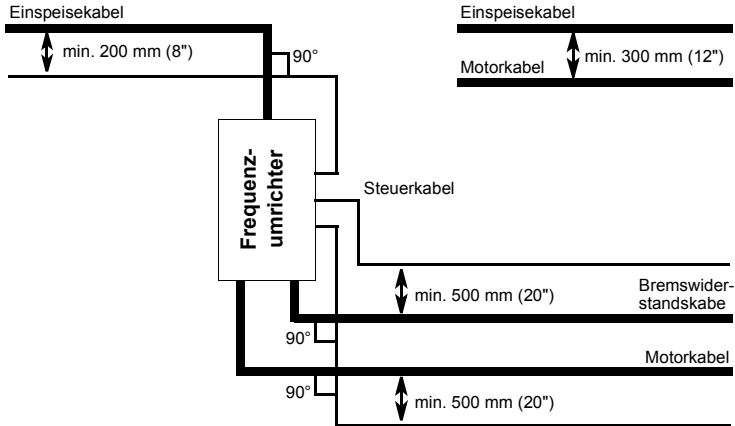 Einspeisekabel
min. 200 mm (8")
90°
Einspeisekabel
min. 300 mm (12")
Motorkabel
Frequenz-
umrichter
Steuerkabel
min. 500 mm (20")
Bremswider-
standskabe
90°
Motorkabel
90°
min. 500 mm (20")